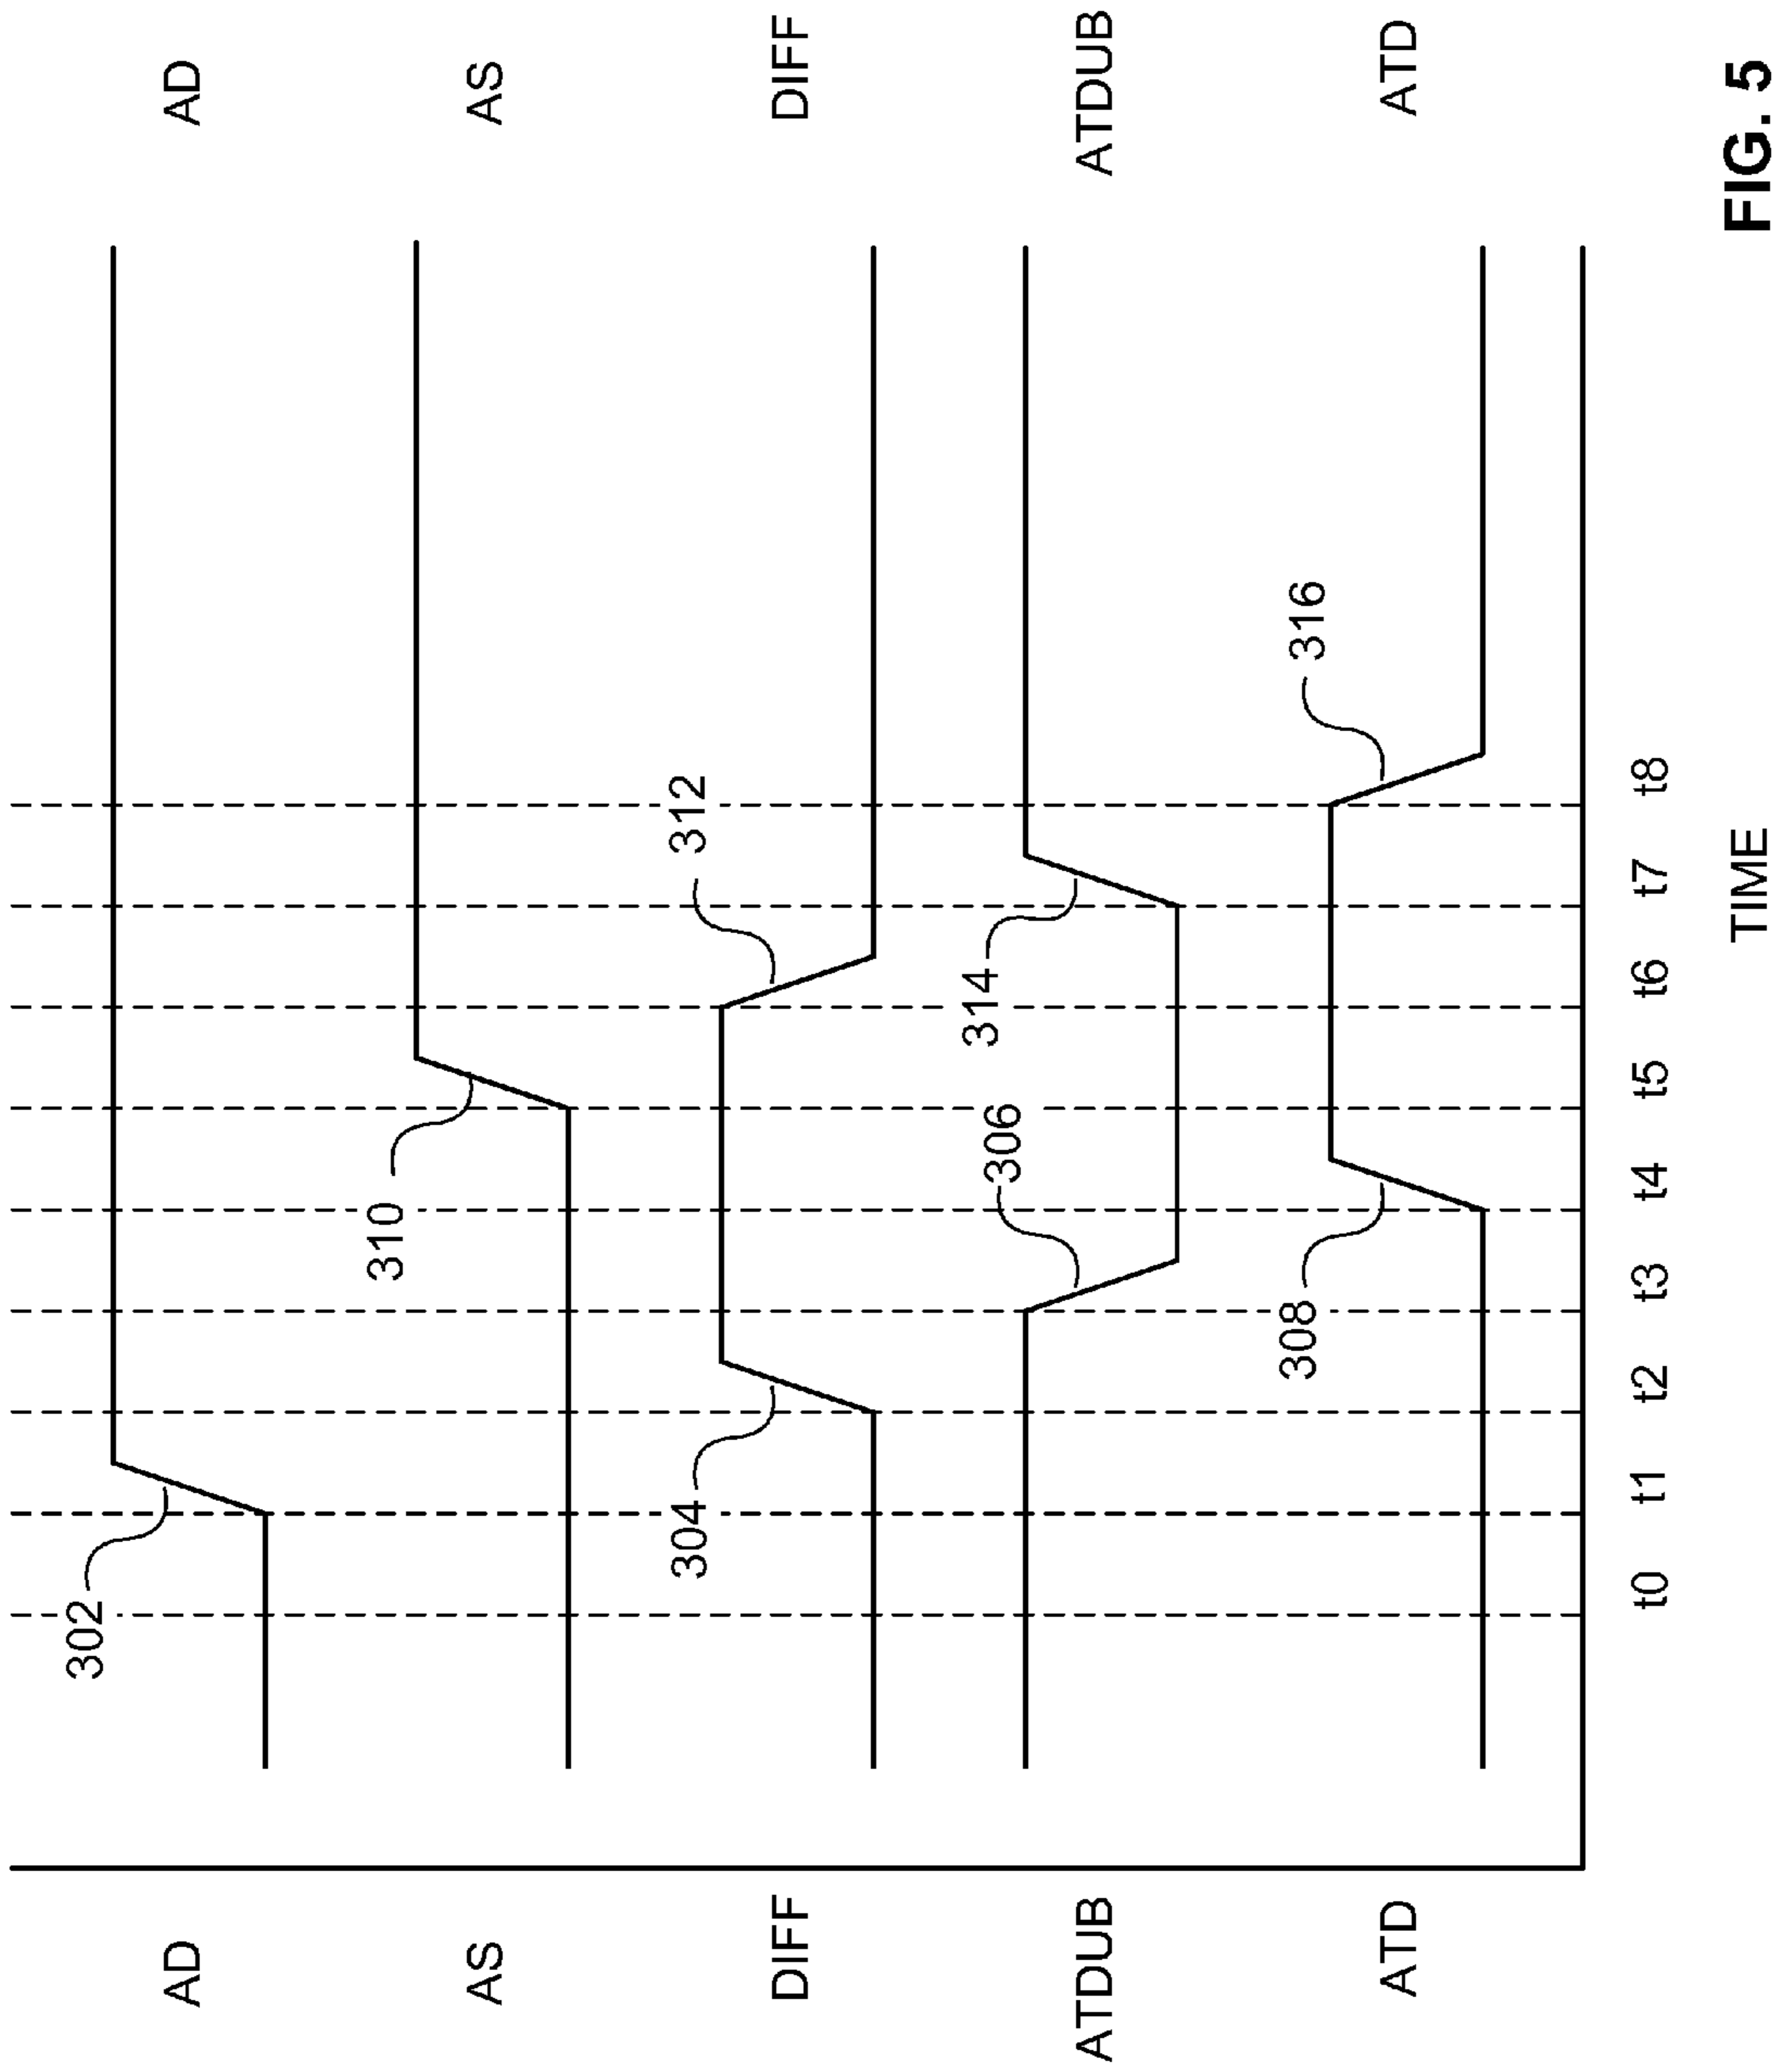 AD
302
AD
AS
310
AS
DIFF
304
312
DIFF
ATDUB
306
314
ATDUB
ATD
308
316
ATD
t0 t1 t2 t3 t4 t5 t6 t7 t8
TIME
FIG. 5